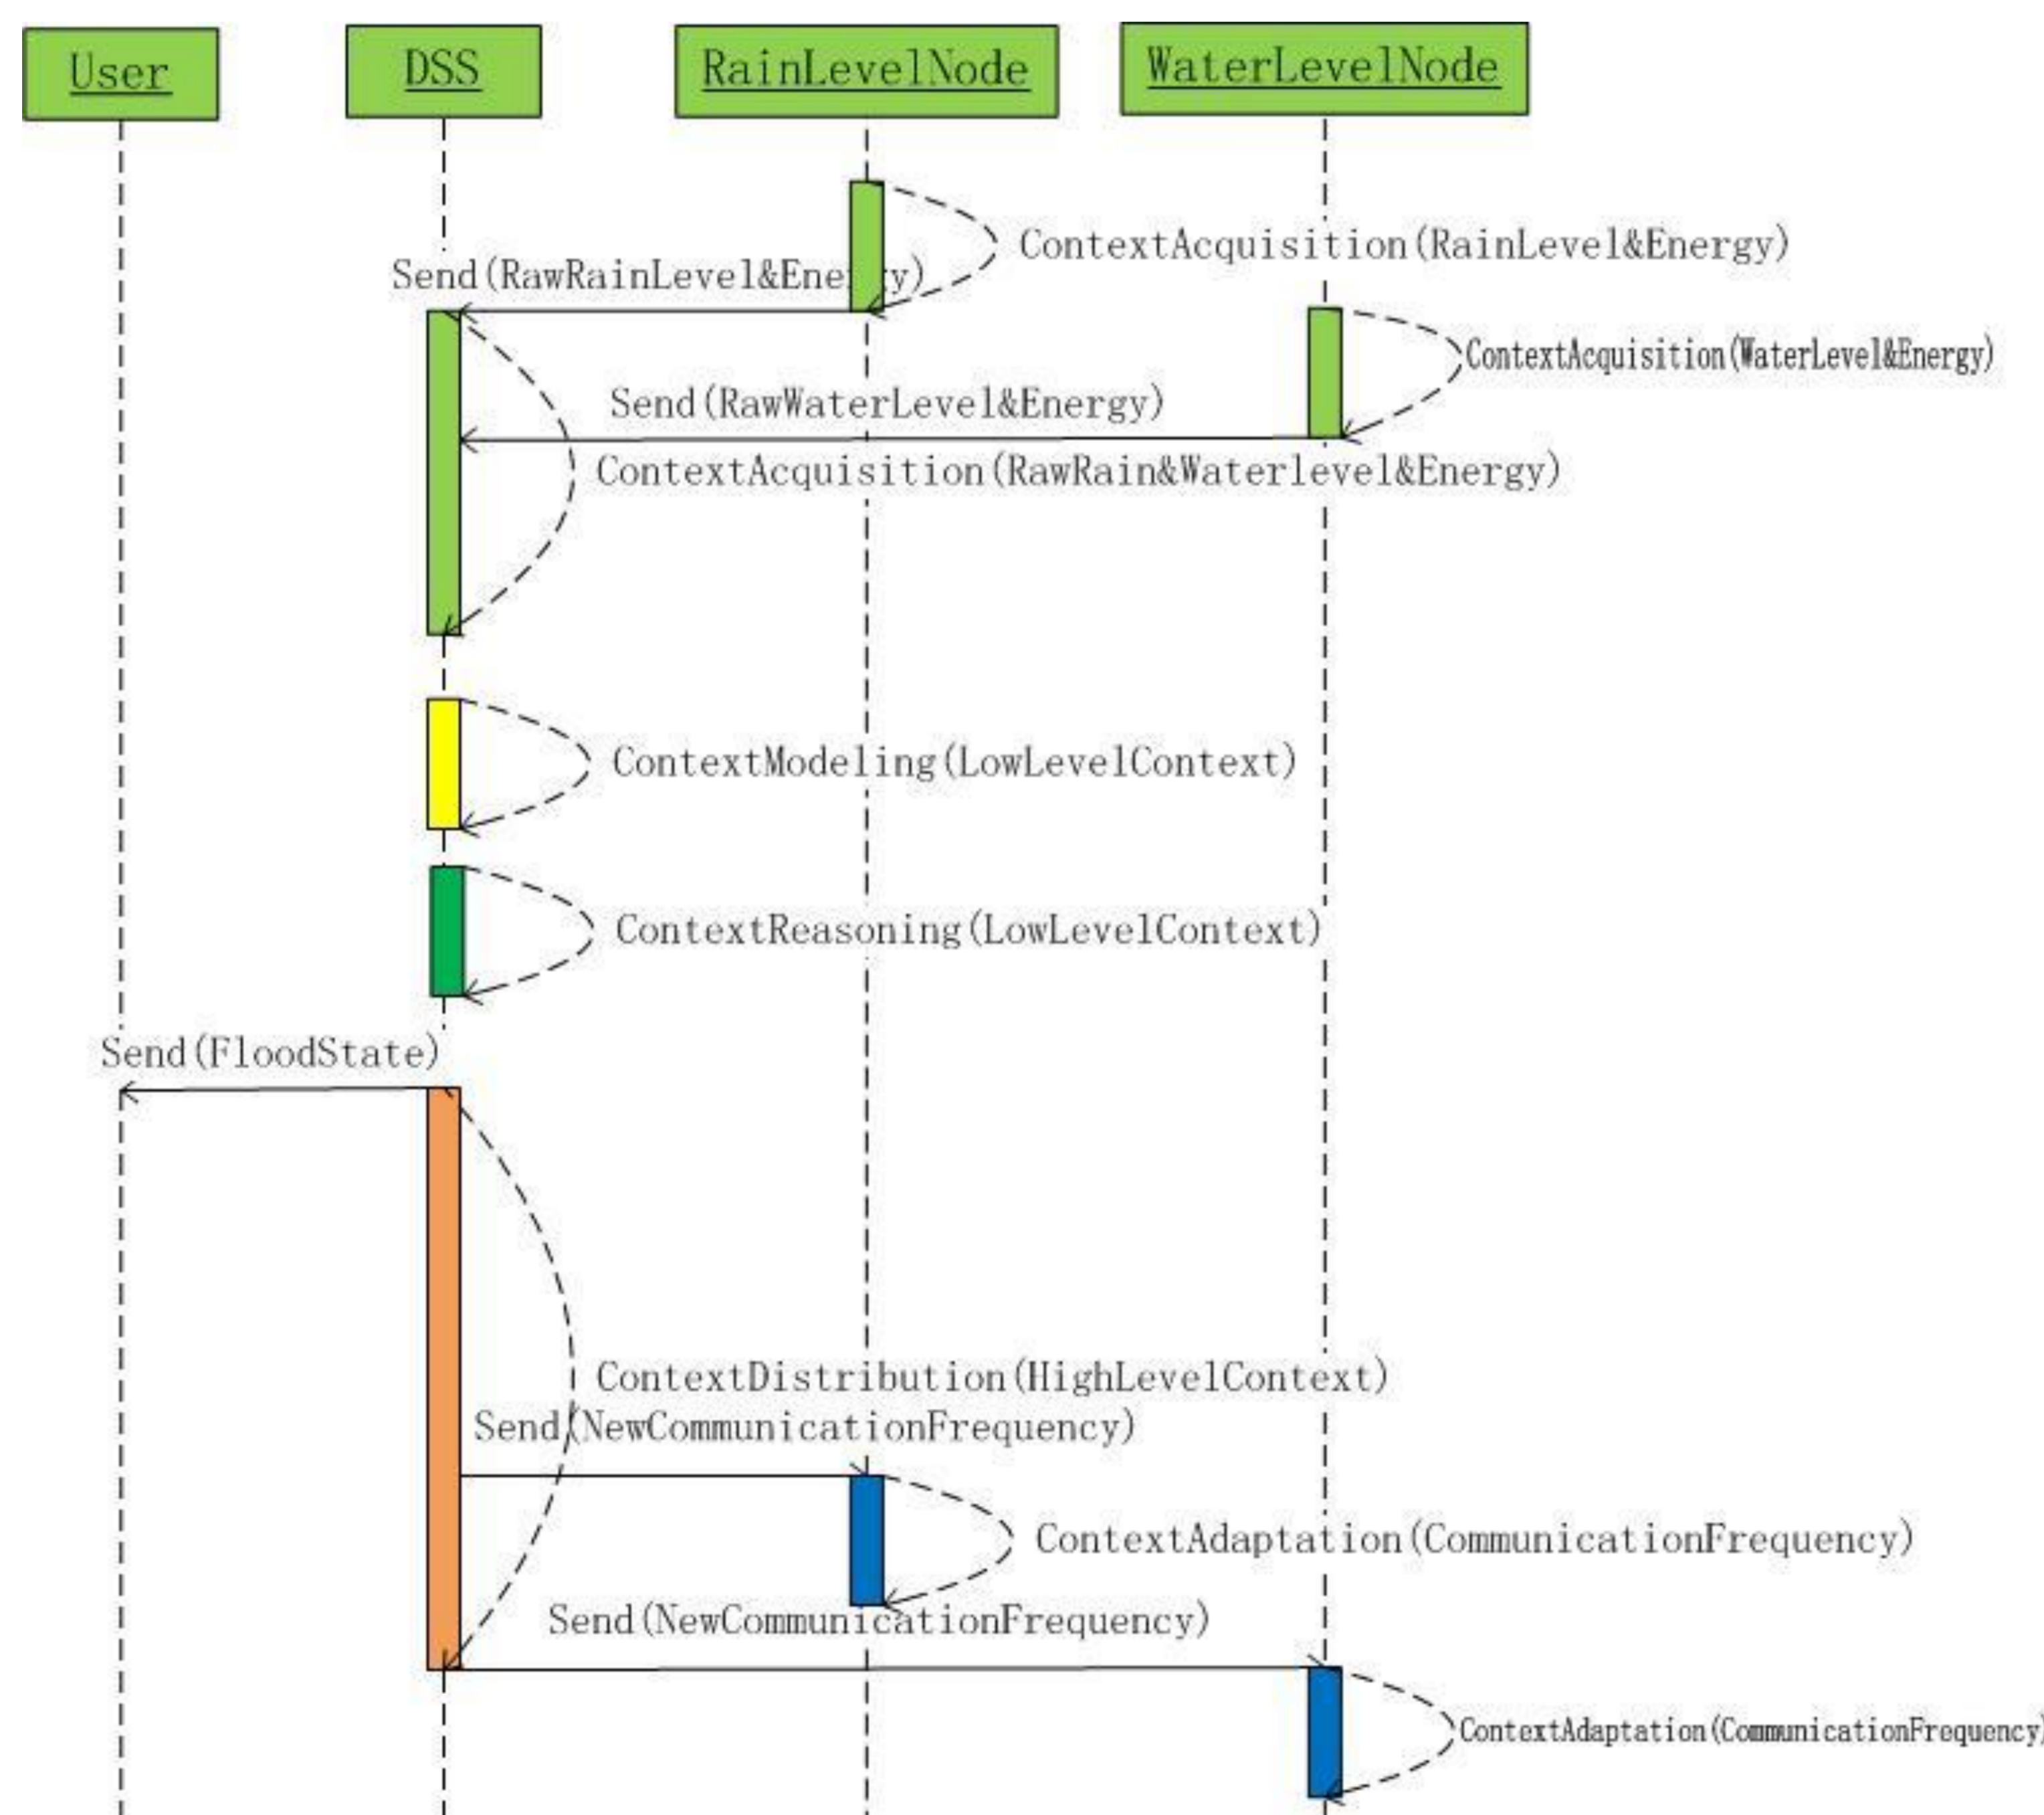 User
DSS
RainLevelNode
WaterLevelNode
ContextAcquisition(RainLevel&Energy)
Send(RawRainLevel&Energy)
ContextAcquisition(WaterLevel&Energy)
Send(RawWaterLevel&Energy)
ContextAcquisition(RawRain&Waterlevel&Energy)
ContextModeling(LowLevelContext)
ContextReasoning(LowLevelContext)
Send(FloodState)
ContextDistribution(HighLevelContext)
Send(NewCommunicationFrequency)
ContextAdaptation(CommunicationFrequency)
Send(NewCommunicationFrequency)
ContextAdaptation(CommunicationFrequency)